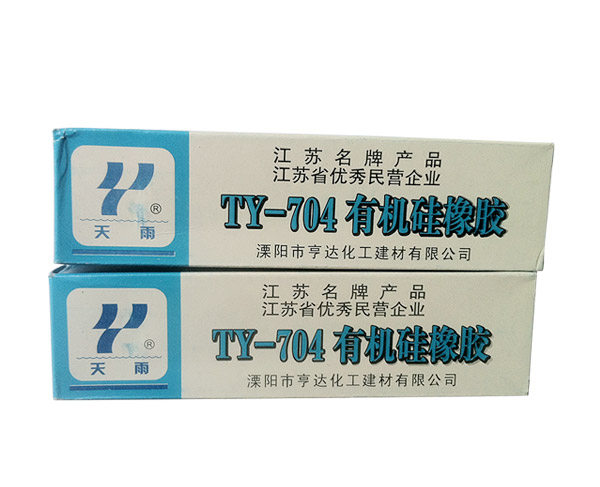 江苏名牌产品
江苏省优秀民营企业
TY-704有机硅橡胶
溧阳市亨达化工建材有限公司
®
天雨
江苏名牌产品
江苏省优秀民营企业
TY-704有机硅橡胶
溧阳市亨达化工建材有限公司
®
天雨